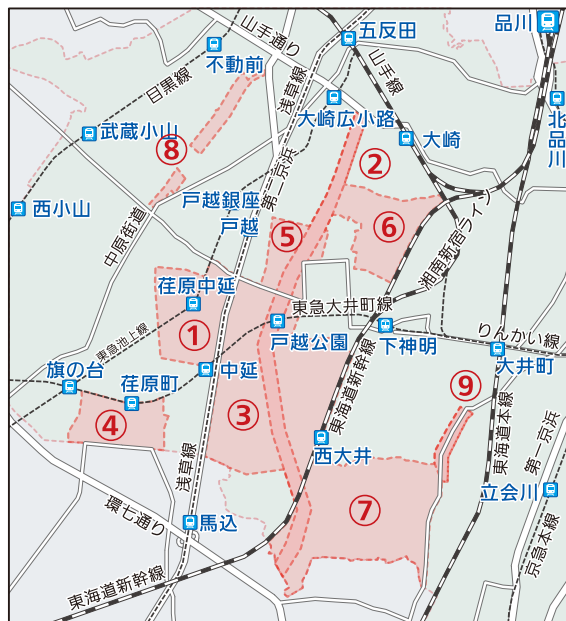 山手通り
五反田
品川
目黒線
不動前
浅草線
山手線
大崎広小路
北品川
武蔵小山
⑧
②
大崎
第二京浜
西小山
中原街道
戸越銀座
戸越
⑤
⑥
湘南新宿ライン
荏原中延
東急大井町線
東急池上線
①
戸越公園
下神明
りんかい線
旗の台
荏原町
中延
東海道新幹線
大井町
⑨
④
③
東海道本線
第一京浜
西大井
浅草線
立会川
環七通り
馬込
⑦
京急本線
東海道新幹線